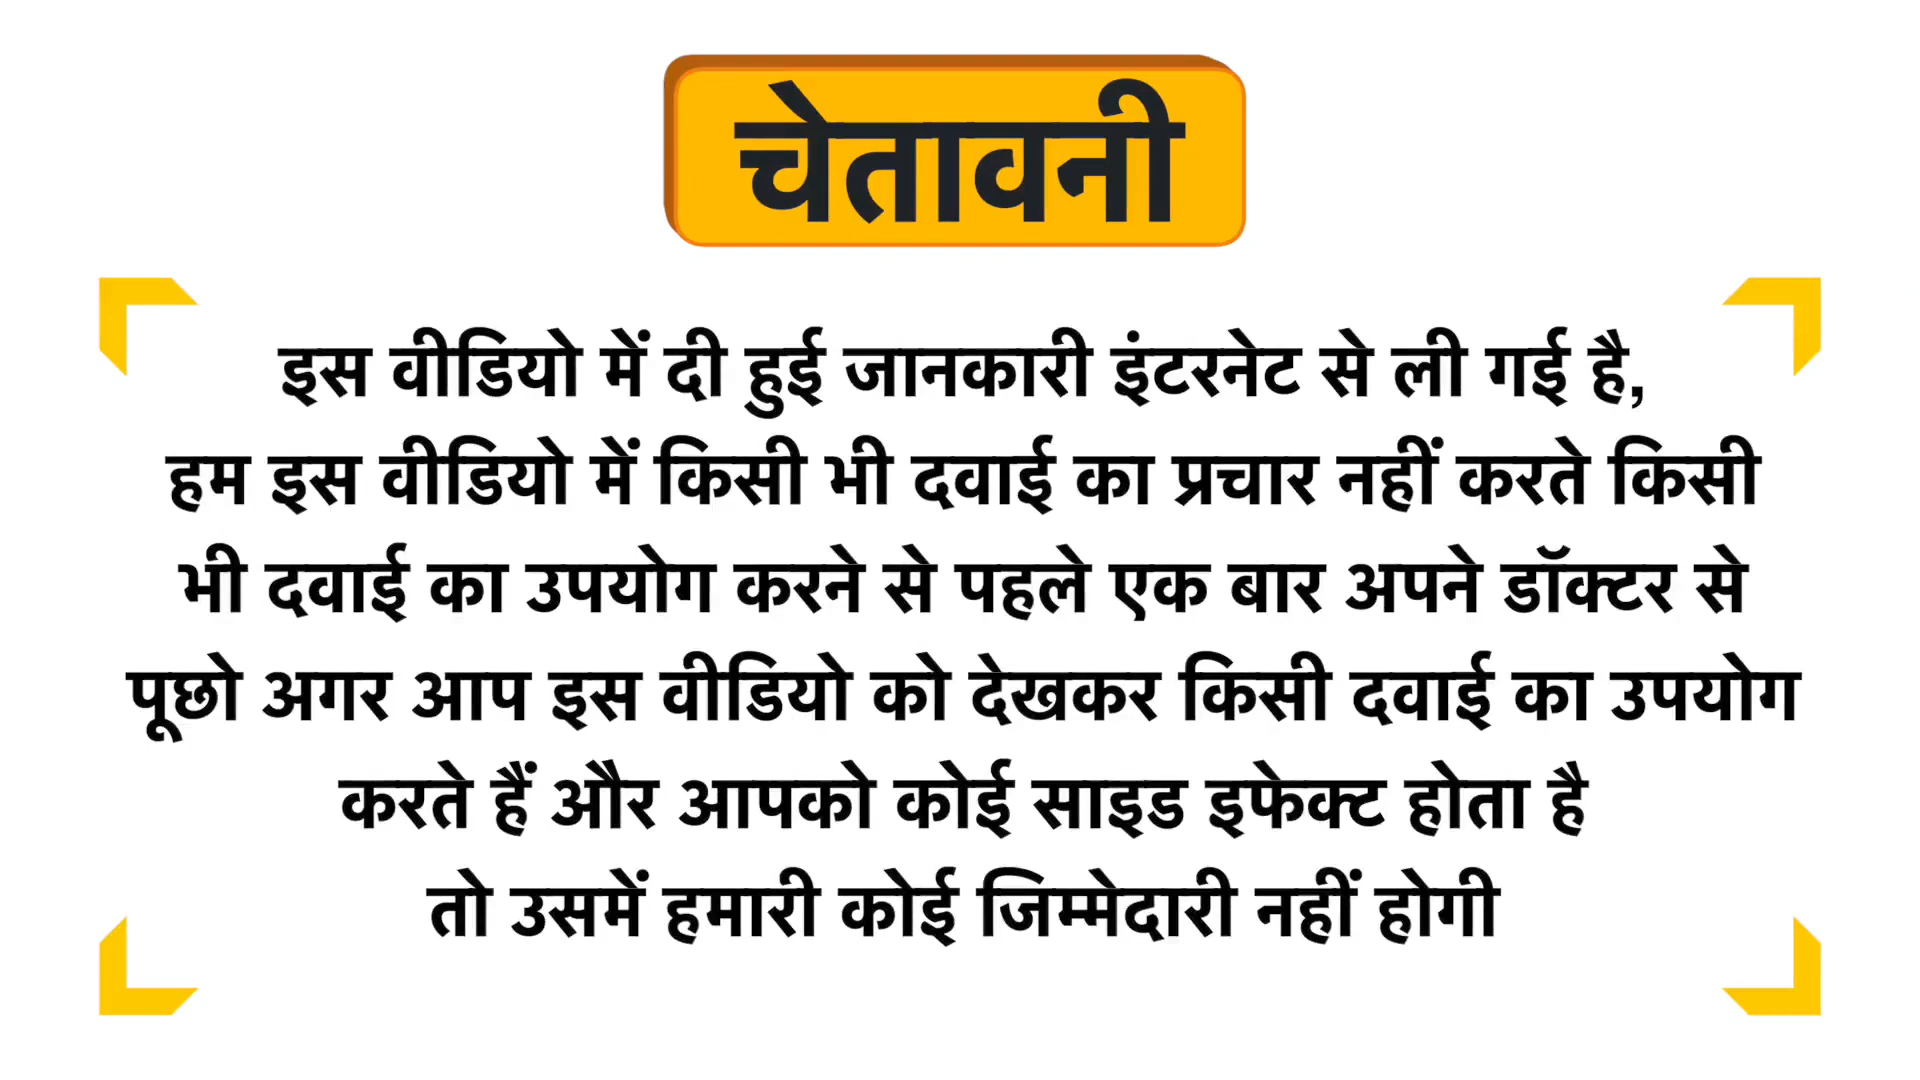 चेतावनी
इस वीडियो में दी हुई जानकारी इंटरनेट से ली गई है,
हम इस वीडियो में किसी भी दवाई का प्रचार नहीं करते किसी
भी दवाई का उपयोग करने से पहले एक बार अपने डॉक्टर से
पूछो अगर आप इस वीडियो को देखकर किसी दवाई का उपयोग
करते हैं और आपको कोई साइड इफेक्ट होता है
तो उसमें हमारी कोई जिम्मेदारी नहीं होगी